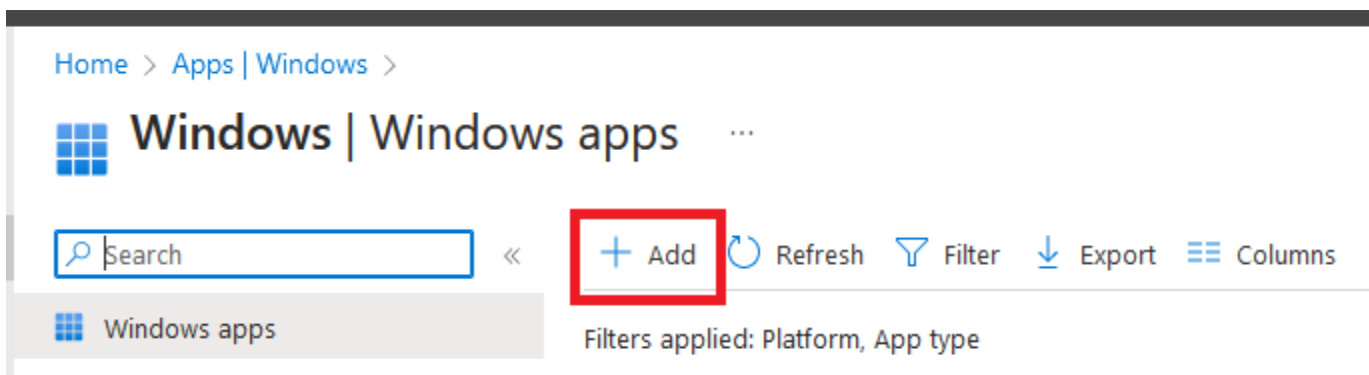 Home > Apps | Windows >
Windows | Windows apps ...
Search « + Add Refresh Filter Export Columns
Windows apps
Filters applied: Platform, App type